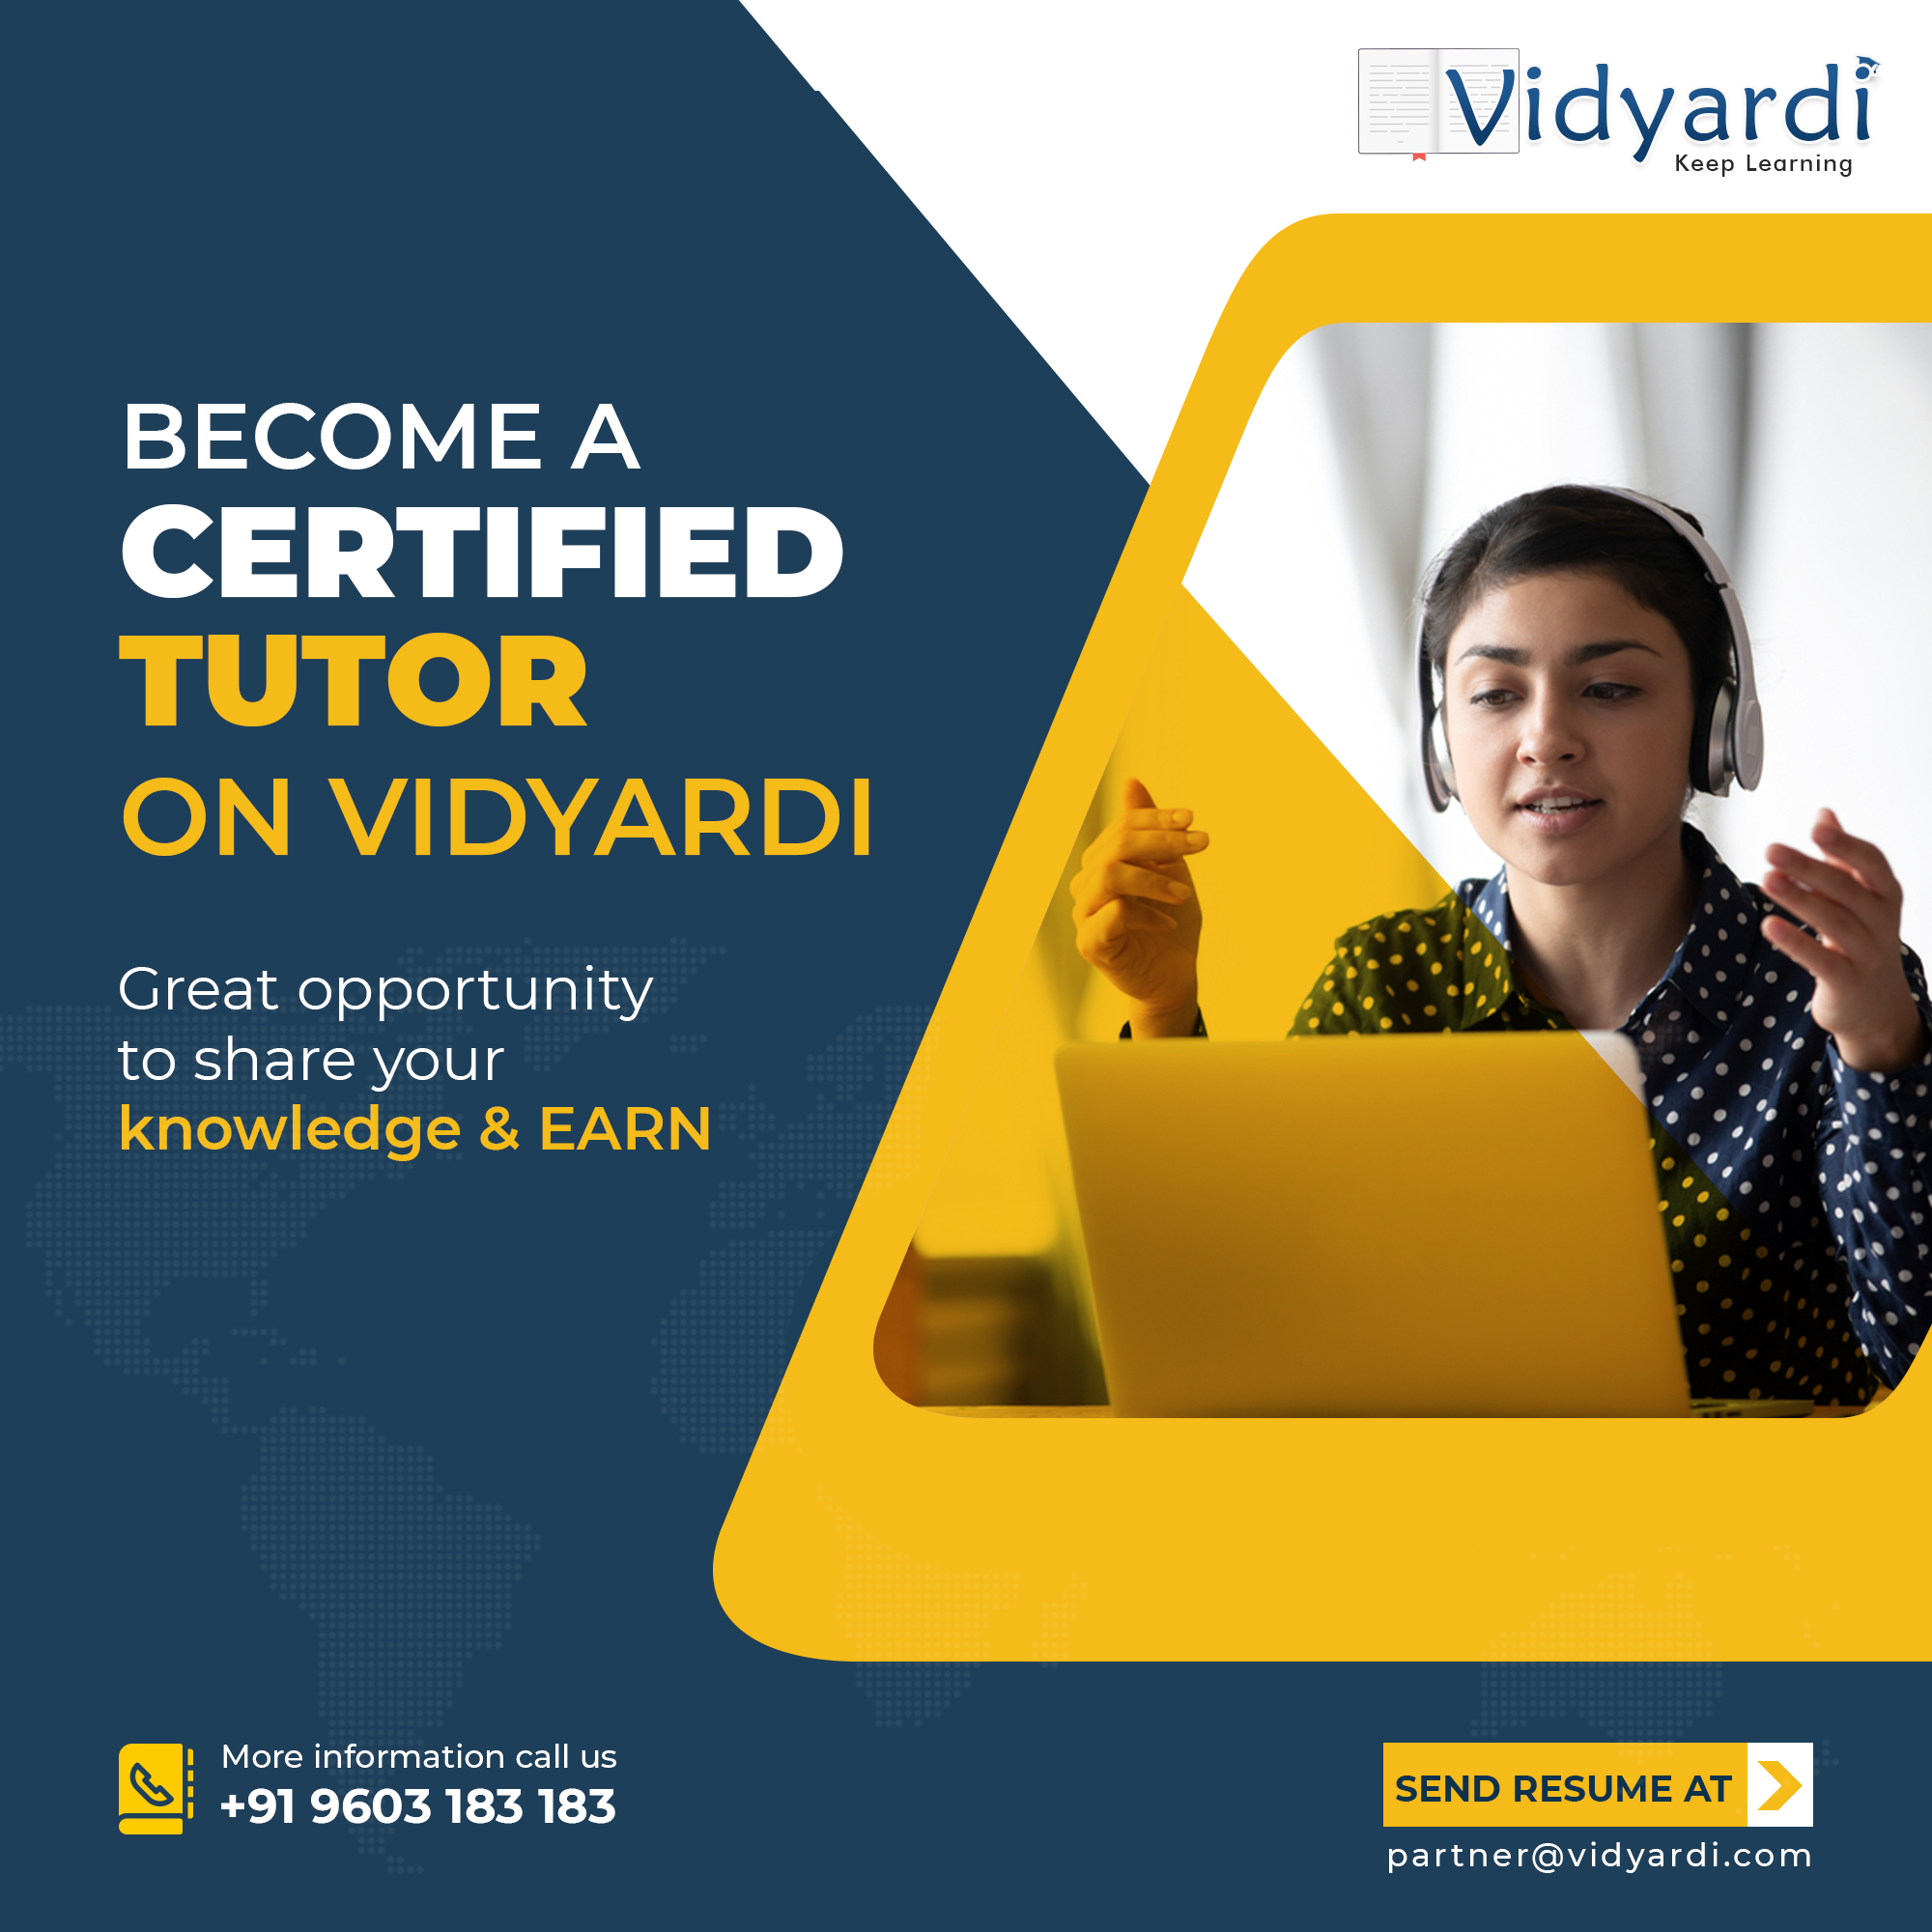 Vidyardi
Keep Learning
BECOME A
CERTIFIED
TUTOR
ON VIDYARDI
Great opportunity
to share your
knowledge & EARN
More information call us
+91 9603 183 183
SEND RESUME AT
partner@vidyardi.com